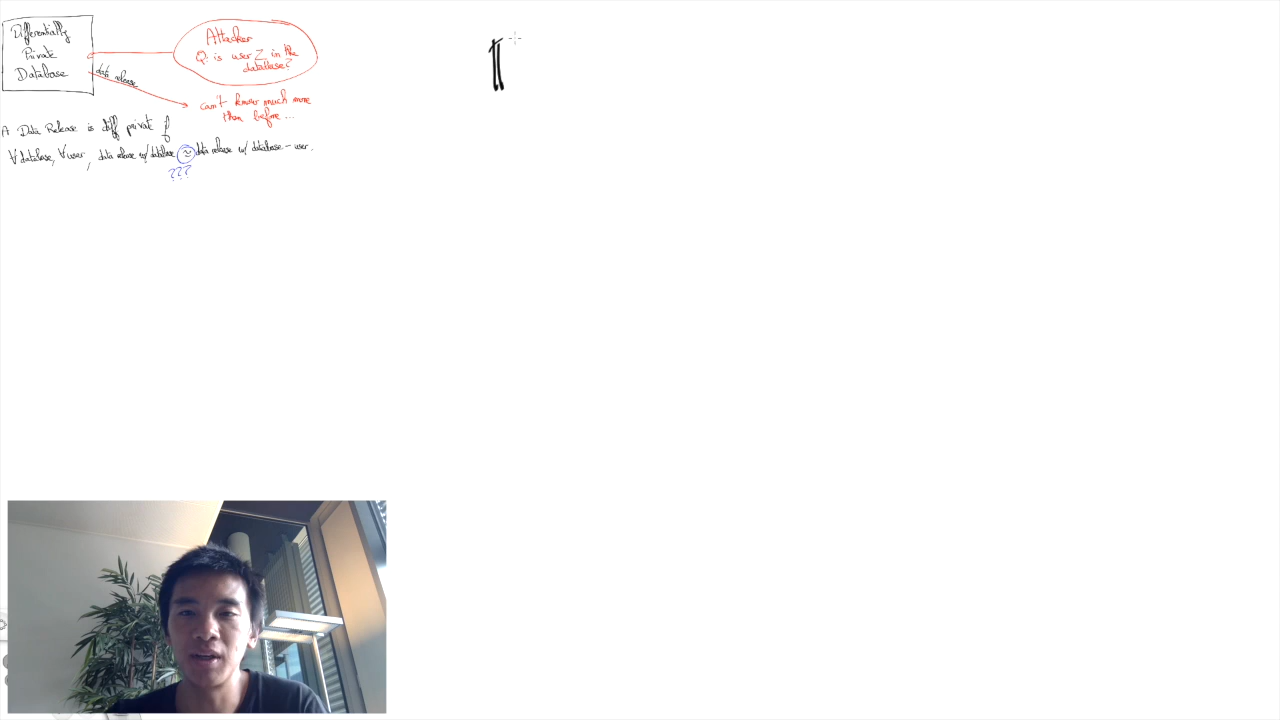 Differentially
Private
Database
Attacker
Q: is user Z in the
database?
data release
can't know much more
than before ...
A Data Release is diff private if
∀ database, ∀ user, data release w/ database ≈ data release w/ database - user.
???